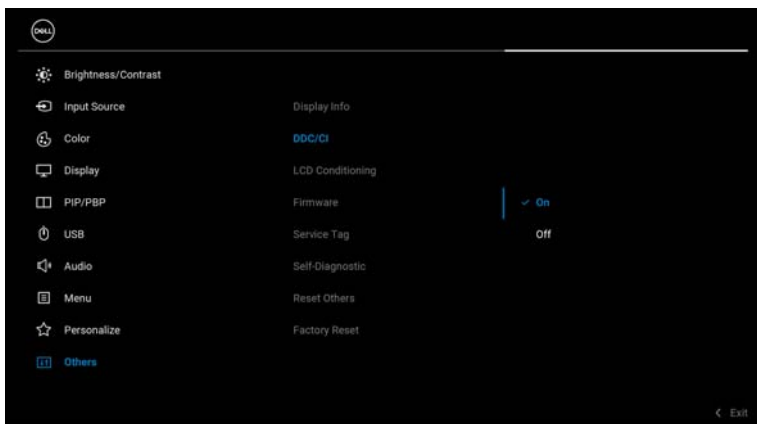 DELL
Brightness/Contrast
Input Source
Display Info
Color
DDC/CI
Display
LCD Conditioning
PIP/PBP
Firmware
On
USB
Service Tag
Off
Audio
Self-Diagnostic
Menu
Reset Others
Personalize
Factory Reset
Others
Exit